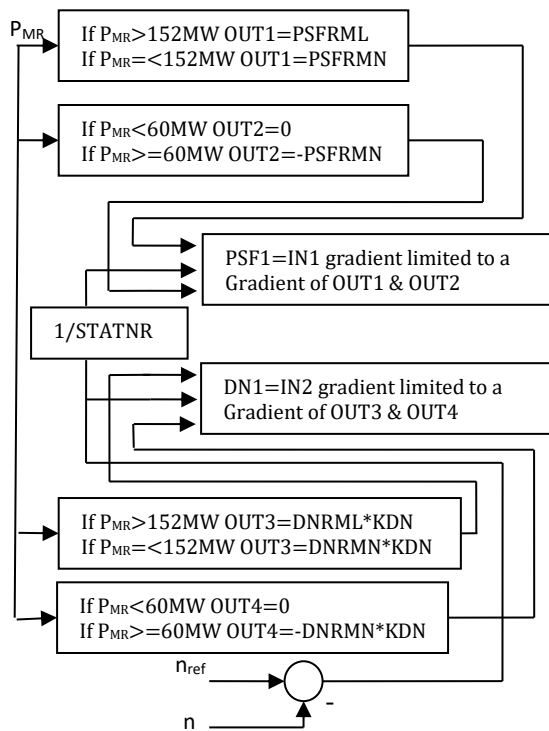 P_MR
If P_MR>152MW OUT1=PSFRML
If P_MR=<152MW OUT1=PSFRMN
If P_MR<60MW OUT2=0
If P_MR>=60MW OUT2=-PSFRMN
PSF1=IN1 gradient limited to a
Gradient of OUT1 & OUT2
1/STATNR
DN1=IN2 gradient limited to a
Gradient of OUT3 & OUT4
If P_MR>152MW OUT3=DNRML*KDN
If P_MR=<152MW OUT3=DNRMN*KDN
If P_MR<60MW OUT4=0
If P_MR>=60MW OUT4=-DNRMN*KDN
n_ref
-
n